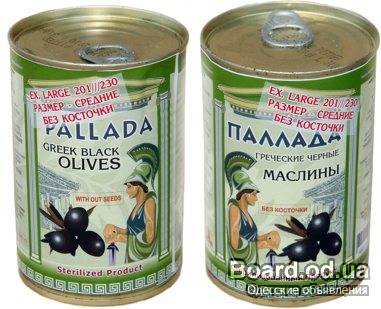 EX. LARGE 201//230
РАЗМЕР - СРЕДНИЕ
БЕЗ КОСТОЧКИ
PALLADA
GREEK BLACK
OLIVES
WITH OUT SEEDS
Sterilized Product
EX. LARGE 201//230
РАЗМЕР - СРЕДНИЕ
БЕЗ КОСТОЧКИ
ПАЛЛАДА
ГРЕЧЕСКИЕ ЧЕРНЫЕ
МАСЛИНЫ
БЕЗ КОСТОЧКИ
Board.od.ua
Одесские объявления